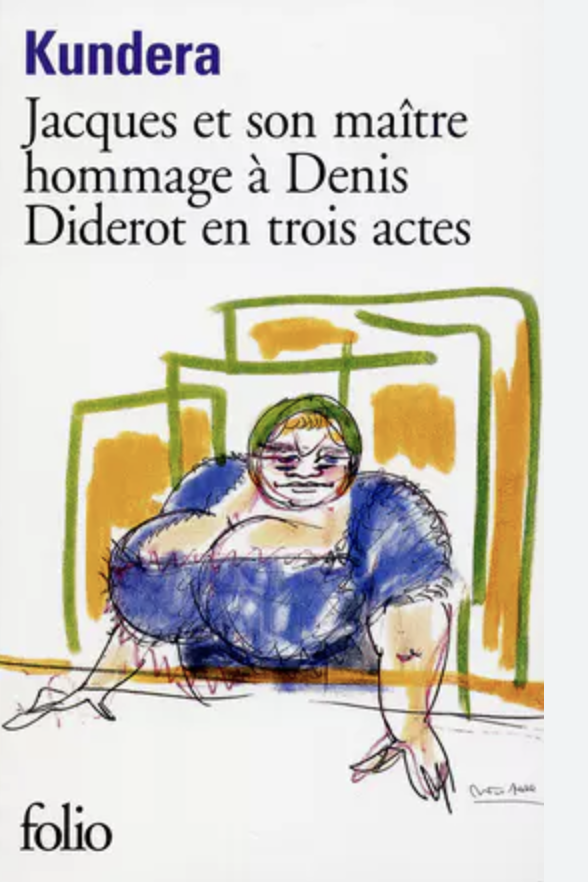 Kundera
Jacques et son maître
hommage à Denis
Diderot en trois actes
folio